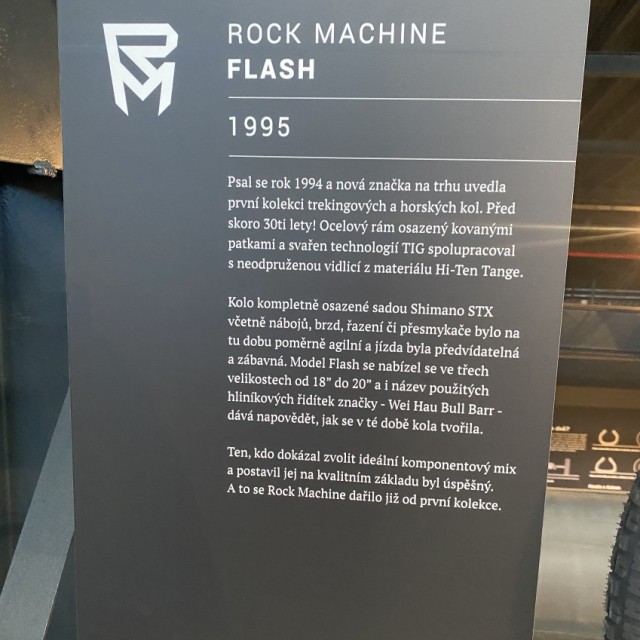 RM
ROCK MACHINE
FLASH
1995
Psal se rok 1994 a nová značka na trhu uvedla
první kolekci trekingových a horských kol. Před
skoro 30ti lety! Ocelový rám osazený kovanými
patkami a svařen technologií TIG spolupracoval
s neodpruženou vidlicí z materiálu Hi-Ten Tange.
Kolo kompletně osazené sadou Shimano STX
včetně nábojů, brzd, řazení či přesmykače bylo na
tu dobu poměrně agilní a jízda byla předvídatelná
a zábavná. Model Flash se nabízel se ve třech
velikostech od 18” do 20” a i název použitých
hliníkových řidítek značky - Wei Hau Bull Barr -
dává napovědět, jak se v té době kola tvořila.
Ten, kdo dokázal zvolit ideální komponentový mix
a postavil jej na kvalitním základu byl úspěšný.
A to se Rock Machine dařilo již od první kolekce.